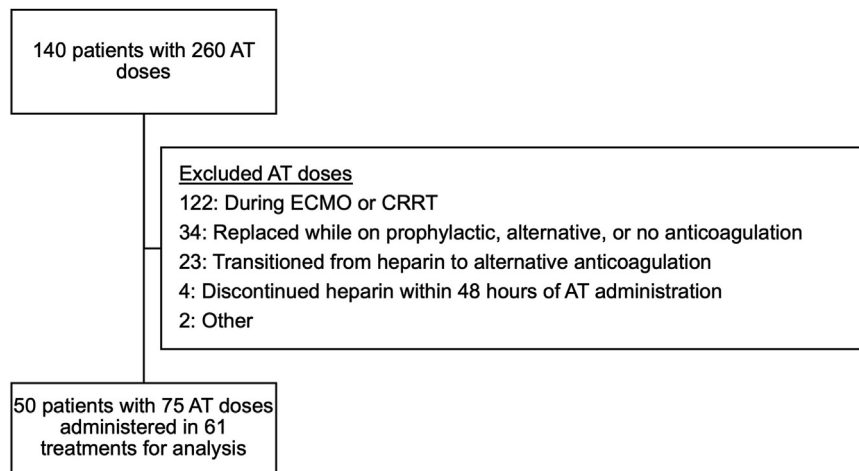 140 patients with 260 AT
doses
Excluded AT doses
122: During ECMO or CRRT
34: Replaced while on prophylactic, alternative, or no anticoagulation
23: Transitioned from heparin to alternative anticoagulation
4: Discontinued heparin within 48 hours of AT administration
2: Other
50 patients with 75 AT doses
administered in 61
treatments for analysis